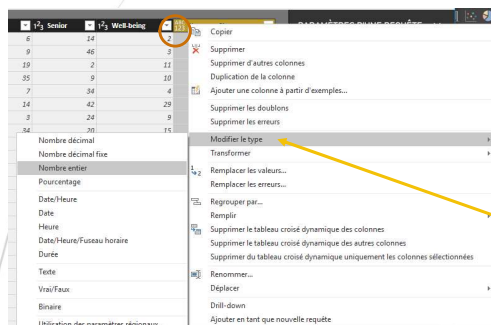 1²3 Senior 1²3 Well-being ABC 123 PARAMÈTRES D'UNE REQUÊTE
6 14 2
9 46 3
19 2 11
35 9 10
7 34 4
14 42 29
3 24 9
34 20 15
Copier
Supprimer
Supprimer d'autres colonnes
Duplication de la colonne
Ajouter une colonne à partir d'exemples...
Supprimer les doublons
Supprimer les erreurs
Modifier le type
Transformer
Remplacer les valeurs...
Remplacer les erreurs...
Regrouper par...
Remplir
Supprimer le tableau croisé dynamique des colonnes
Supprimer le tableau croisé dynamique des autres colonnes
Supprimer du tableau croisé dynamique uniquement les colonnes sélectionnées
Renommer...
Déplacer
Drill-down
Ajouter en tant que nouvelle requête
Nombre décimal
Nombre décimal fixe
Nombre entier
Pourcentage
Date/Heure
Date
Heure
Date/Heure/Fuseau horaire
Durée
Texte
Vrai/Faux
Binaire
Utilisation des paramètres régionaux